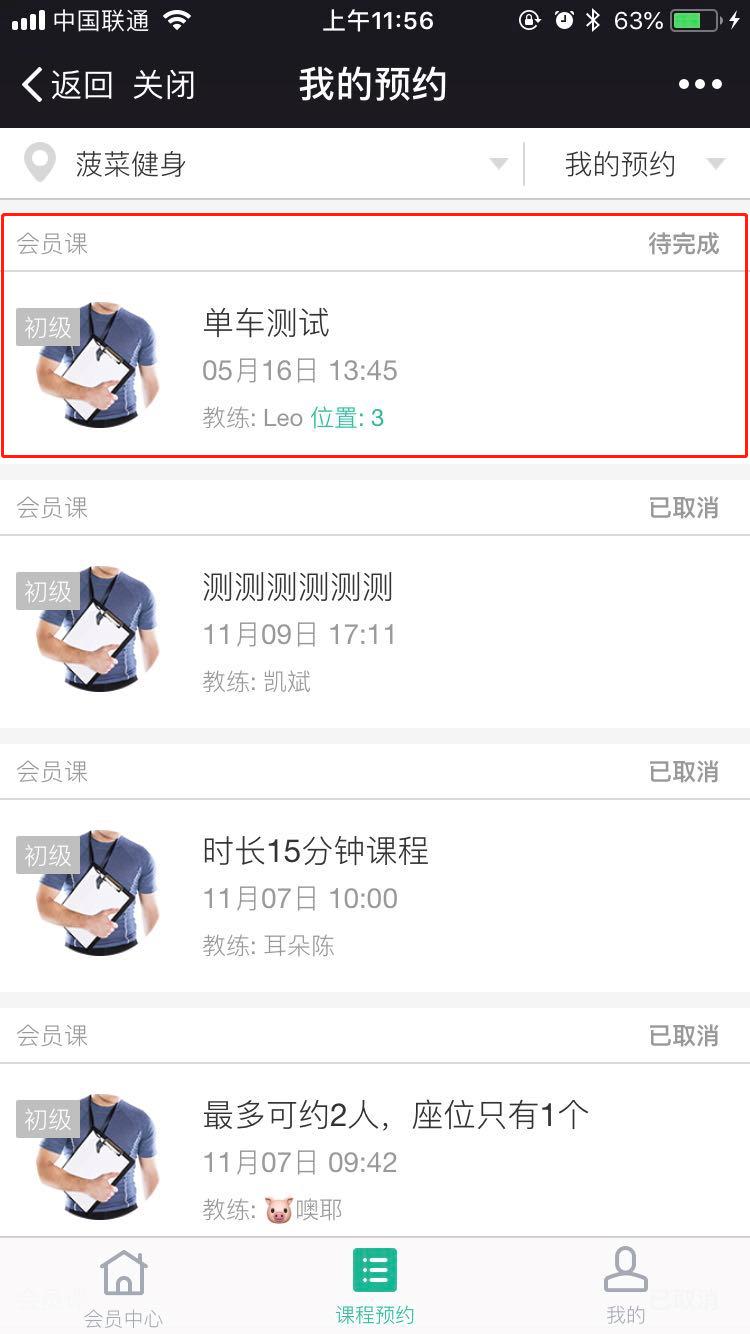 中国联通 上午11:56 63%
返回 关闭 我的预约
菠菜健身 我的预约
会员课 待完成
初级
单车测试
05月16日 13:45
教练: Leo 位置: 3
会员课 已取消
初级
测测测测测测
11月09日 17:11
教练: 凯斌
会员课 已取消
初级
时长15分钟课程
11月07日 10:00
教练: 耳朵陈
会员课 已取消
初级
最多可约2人，座位只有1个
11月07日 09:42
教练: 🐷噢耶
会员课 已取消
会员中心 课程预约 我的